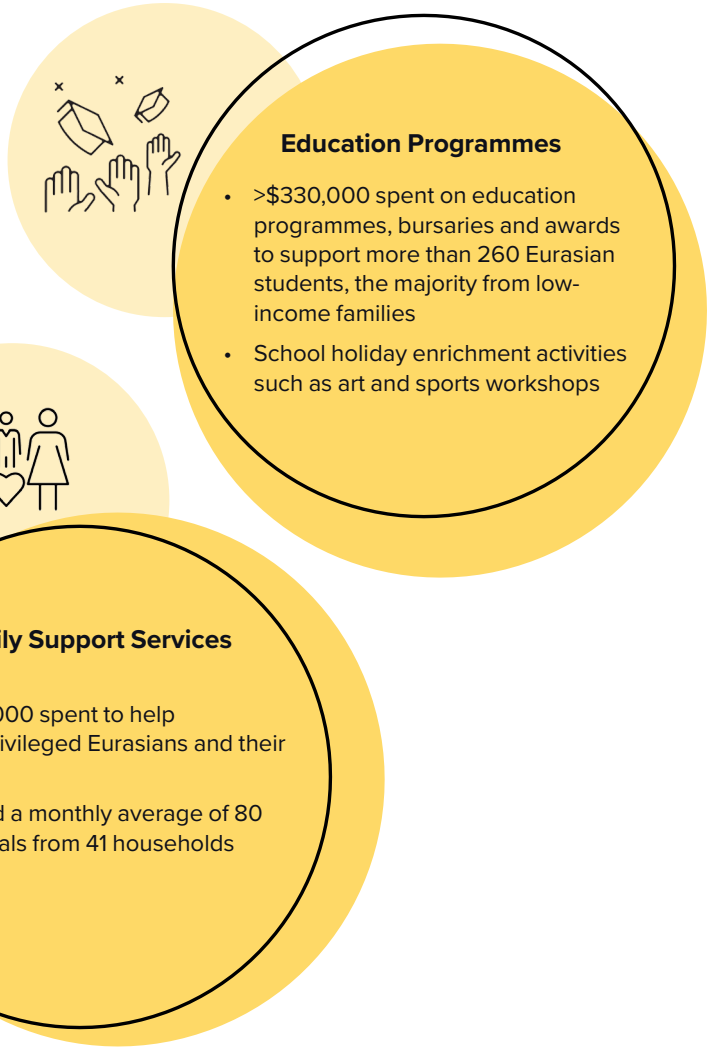 Education Programmes
• >$330,000 spent on education
programmes, bursaries and awards
to support more than 260 Eurasian
students, the majority from low-
income families
• School holiday enrichment activities
such as art and sports workshops
ily Support Services
000 spent to help
ivileged Eurasians and their
d a monthly average of 80
als from 41 households